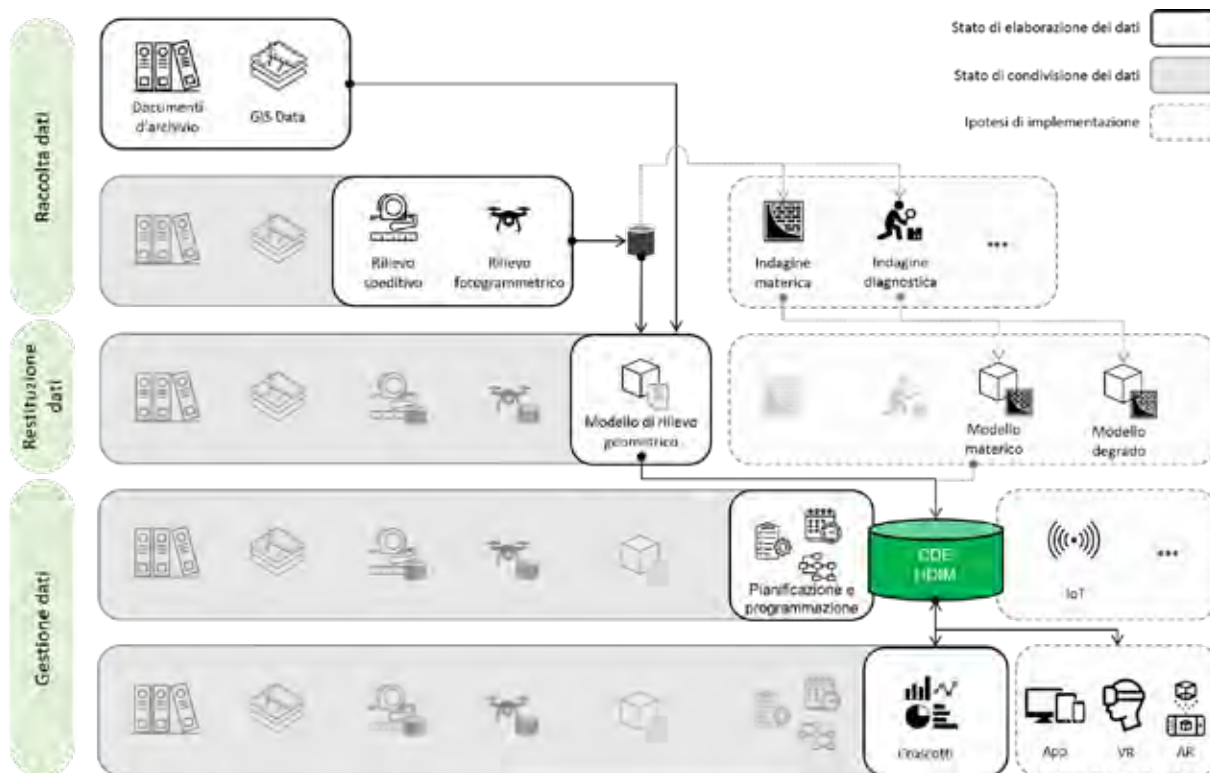 Stato di elaborazione dei dati
Stato di condivisione dei dati
Ipotesi di implementazione
Raccolta dati
Documenti
d'archivio
GIS Data
Rilievo
speditivo
Rilievo
fotogrammetrico
Indagine
materica
Indagine
diagnostica
...
Restituzione
dati
Modello di rilievo
geometrico
Modello
materico
Modello
degrado
Gestione dati
Pianificazione e
programmazione
CDE
IoT
...
Cruscotti
App
VR
AR